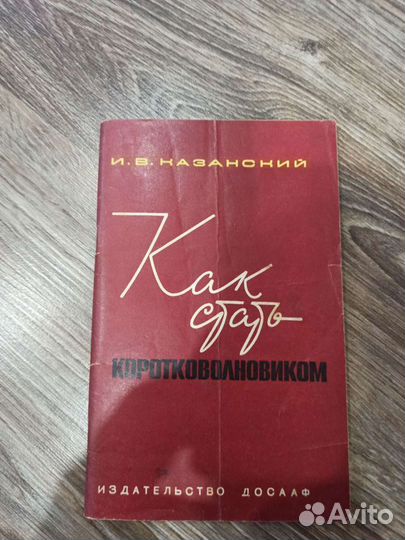 И. В. КАЗАНСКИЙ
Как
стать
КОРОТКОВОЛНОВИКОМ
ИЗДАТЕЛЬСТВО ДОСААФ
Avito